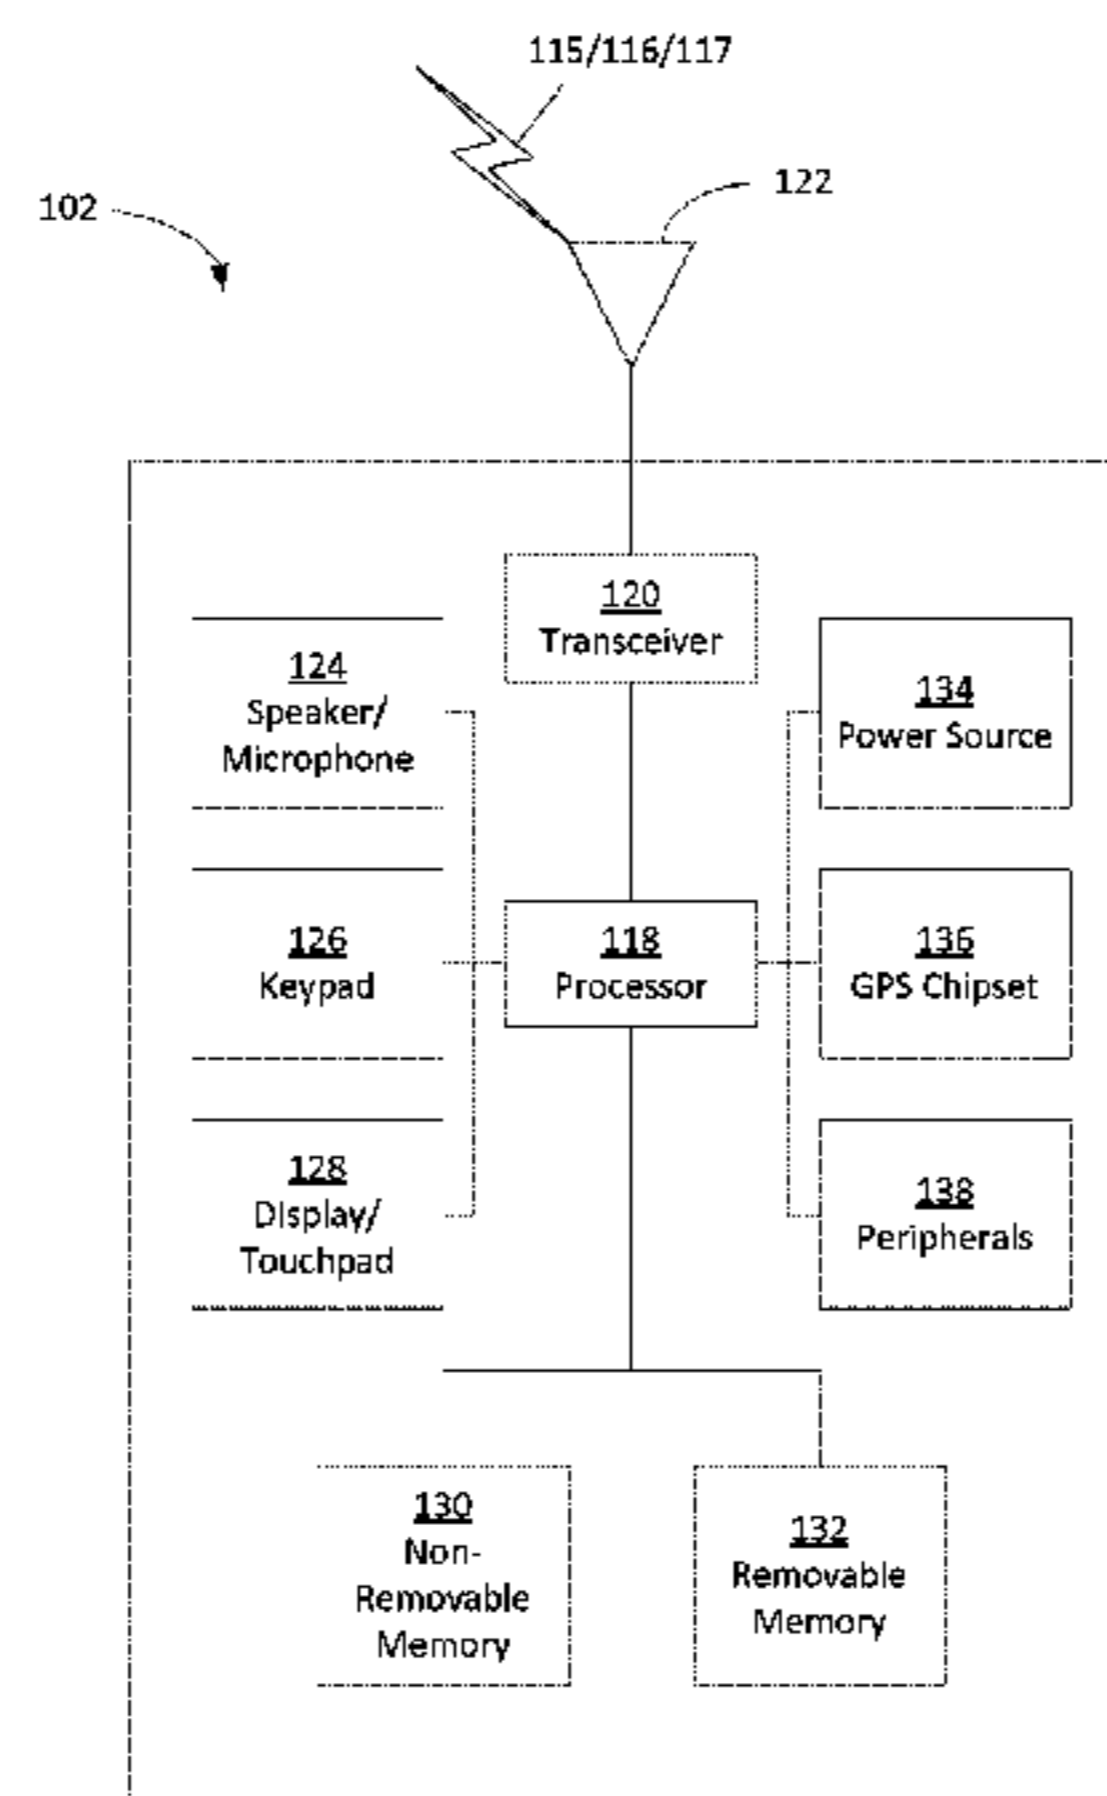 115/116/117
122
102
120
Transceiver
124
Speaker/
Microphone
134
Power Source
126
Keypad
118
Processor
136
GPS Chipset
128
Display/
Touchpad
138
Peripherals
130
Non-
Removable
Memory
132
Removable
Memory